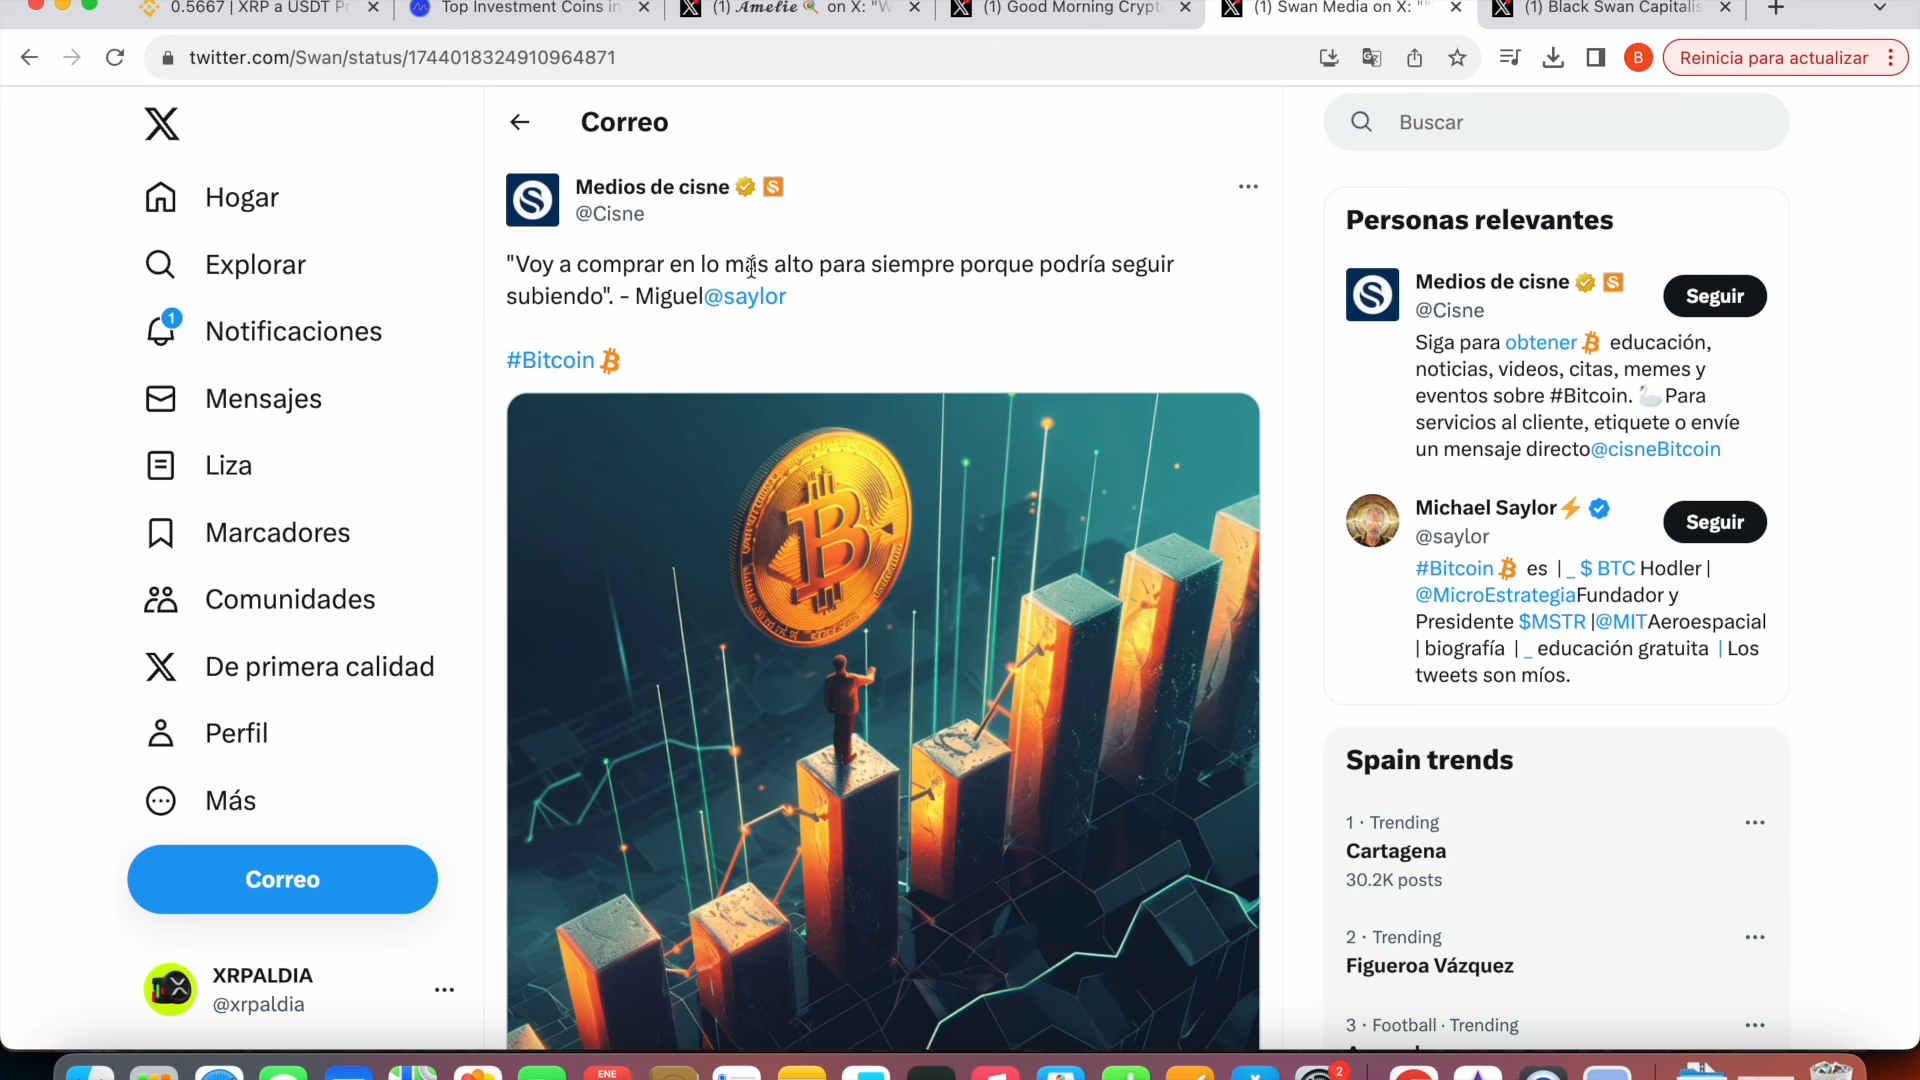 0.5667 | XRP a USDT Pr
Top Investment Coins in
(1) 𝓐𝓶𝓮𝓵𝓲𝓮 🔍 on X: "W
(1) Good Morning Crypt
(1) Swan Media on X: ""
(1) Black Swan Capitalis
twitter.com/Swan/status/1744018324910964871
B
Reinicia para actualizar
Correo
Buscar
Hogar
Explorar
1
Notificaciones
Mensajes
Liza
Marcadores
Comunidades
De primera calidad
Perfil
Más
Correo
XRPALDIA
@xrpaldia
Medios de cisne
@Cisne
"Voy a comprar en lo más alto para siempre porque podría seguir
subiendo". - Miguel@saylor
#Bitcoin
Personas relevantes
Medios de cisne
@Cisne
Seguir
Siga para obtener educación,
noticias, videos, citas, memes y
eventos sobre #Bitcoin. 🦢Para
servicios al cliente, etiquete o envíe
un mensaje directo@cisneBitcoin
Michael Saylor⚡
@saylor
Seguir
#Bitcoin es |_ $ BTC Hodler |
@MicroEstrategiaFundador y
Presidente $MSTR |@MITAeroespacial
| biografía |_ educación gratuita | Los
tweets son míos.
Spain trends
1 · Trending
Cartagena
30.2K posts
2 · Trending
Figueroa Vázquez
3 · Football · Trending
ENE
2